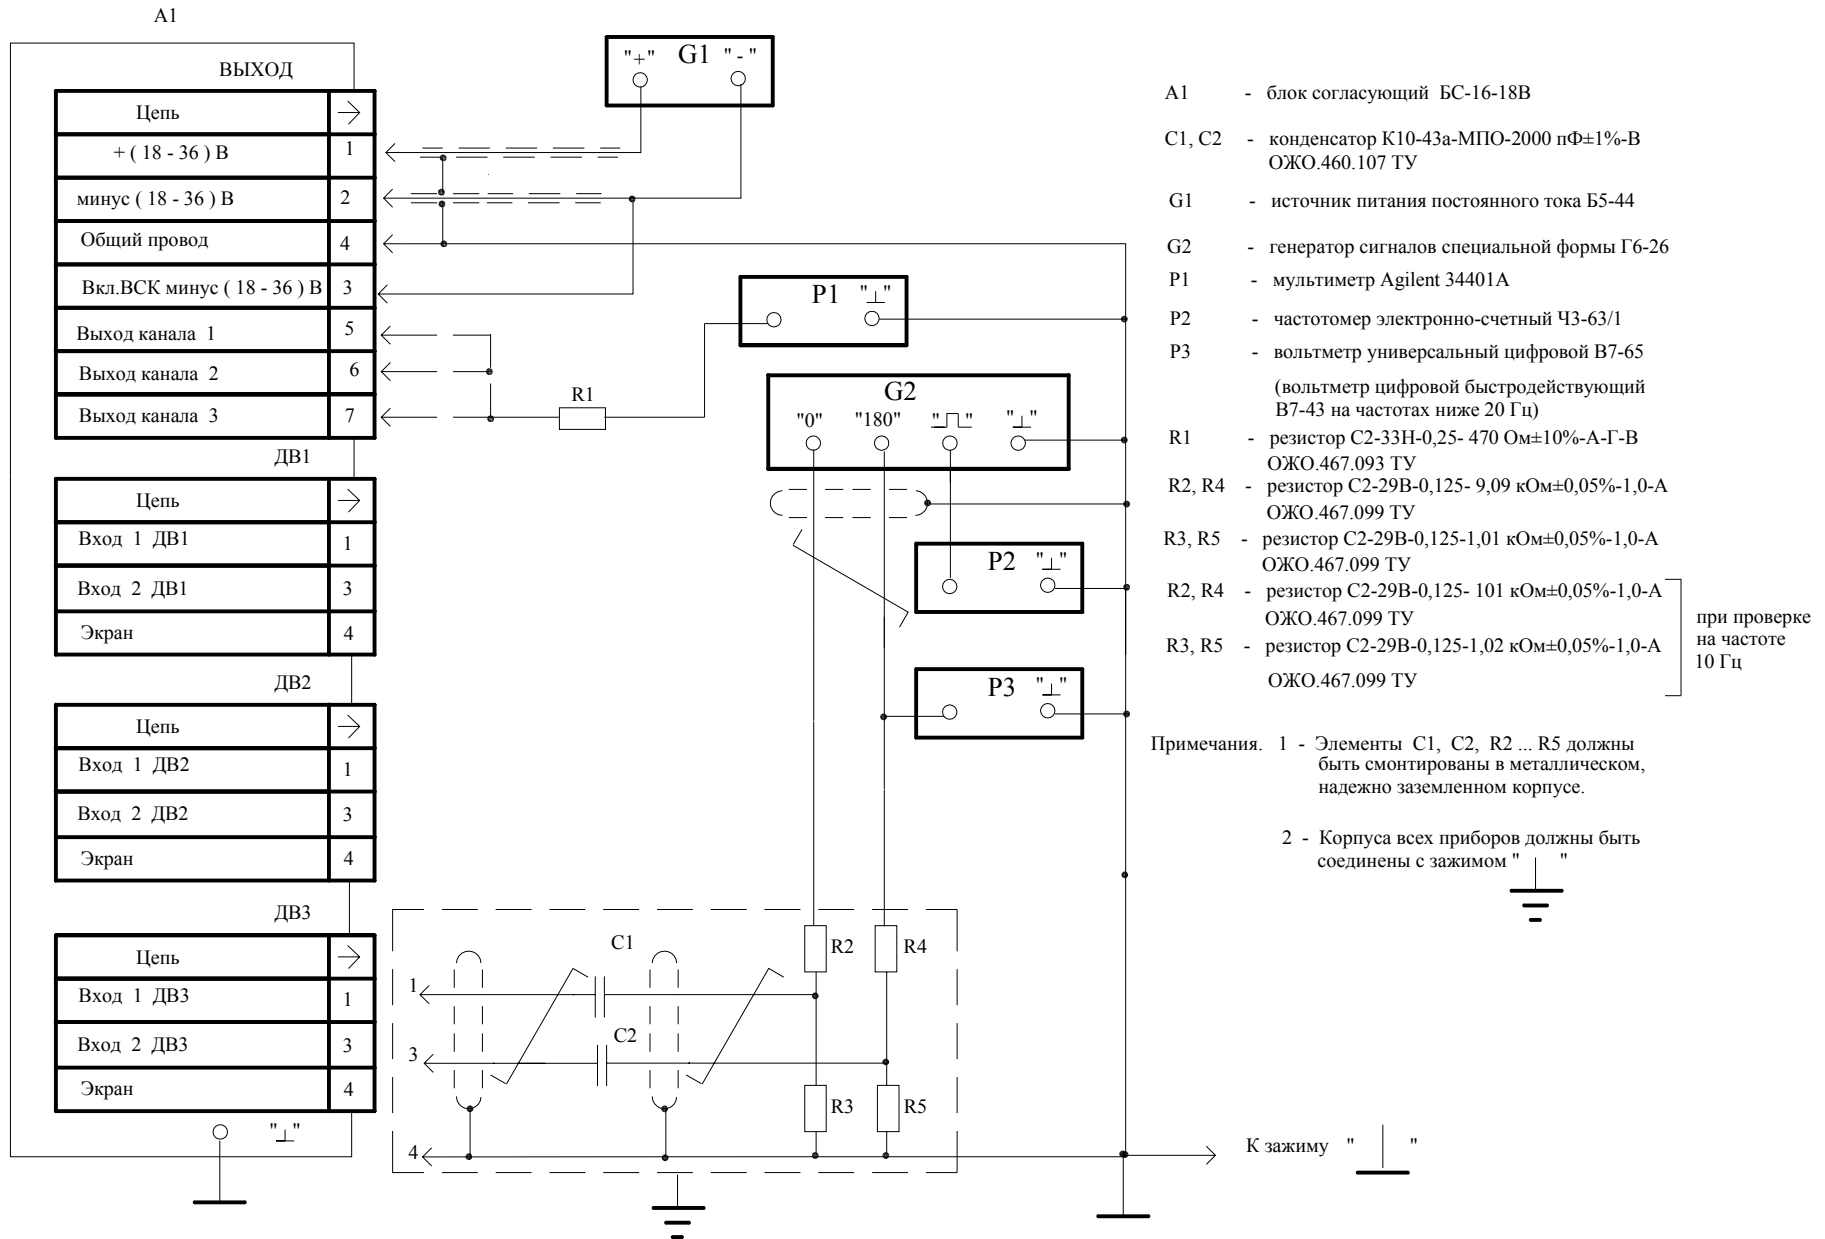 А1
ВЫХОД
Цепь →
+ ( 18 - 36 ) В 1
минус ( 18 - 36 ) В 2
Общий провод 4
Вкл.ВСК минус ( 18 - 36 ) В 3
Выход канала 1 5
Выход канала 2 6
Выход канала 3 7
ДВ1
Цепь →
Вход 1 ДВ1 1
Вход 2 ДВ1 3
Экран 4
ДВ2
Цепь →
Вход 1 ДВ2 1
Вход 2 ДВ2 3
Экран 4
ДВ3
Цепь →
Вход 1 ДВ3 1
Вход 2 ДВ3 3
Экран 4
"⊥"
"+" G1 "-"
P1 "⊥"
R1
G2
"0" "180" "⊓" "⊥"
P2 "⊥"
P3 "⊥"
R2 R4
C1
1
C2
3
R3 R5
4
А1 - блок согласующий БС-16-18В
С1, С2 - конденсатор К10-43а-МПО-2000 пФ±1%-В
ОЖО.460.107 ТУ
G1 - источник питания постоянного тока Б5-44
G2 - генератор сигналов специальной формы Г6-26
P1 - мультиметр Agilent 34401A
P2 - частотомер электронно-счетный Ч3-63/1
P3 - вольтметр универсальный цифровой В7-65
(вольтметр цифровой быстродействующий
В7-43 на частотах ниже 20 Гц)
R1 - резистор С2-33Н-0,25- 470 Ом±10%-А-Г-В
ОЖО.467.093 ТУ
R2, R4 - резистор С2-29В-0,125- 9,09 кОм±0,05%-1,0-А
ОЖО.467.099 ТУ
R3, R5 - резистор С2-29В-0,125-1,01 кОм±0,05%-1,0-А
ОЖО.467.099 ТУ
R2, R4 - резистор С2-29В-0,125- 101 кОм±0,05%-1,0-А
ОЖО.467.099 ТУ
R3, R5 - резистор С2-29В-0,125-1,02 кОм±0,05%-1,0-А
ОЖО.467.099 ТУ
при проверке
на частоте
10 Гц
Примечания. 1 - Элементы С1, С2, R2 ... R5 должны
быть смонтированы в металлическом,
надежно заземленном корпусе.
2 - Корпуса всех приборов должны быть
соединены с зажимом " "
К зажиму " "